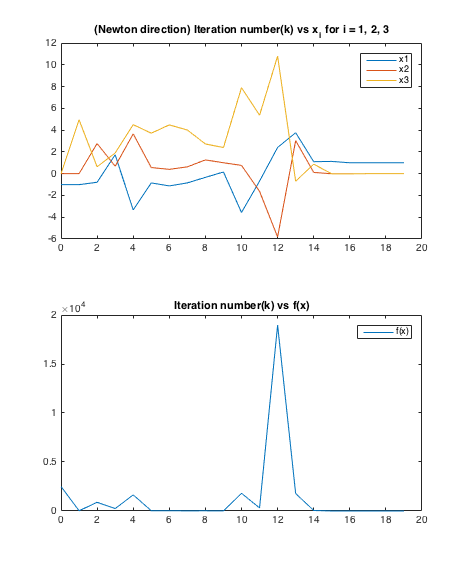 (Newton direction) Iteration number(k) vs x_i for i = 1, 2, 3
12
10
8
6
4
2
0
-2
-4
-6
0 2 4 6 8 10 12 14 16 18 20
x1
x2
x3
Iteration number(k) vs f(x)
×10^4
2
1.5
1
0.5
0
0 2 4 6 8 10 12 14 16 18 20
f(x)